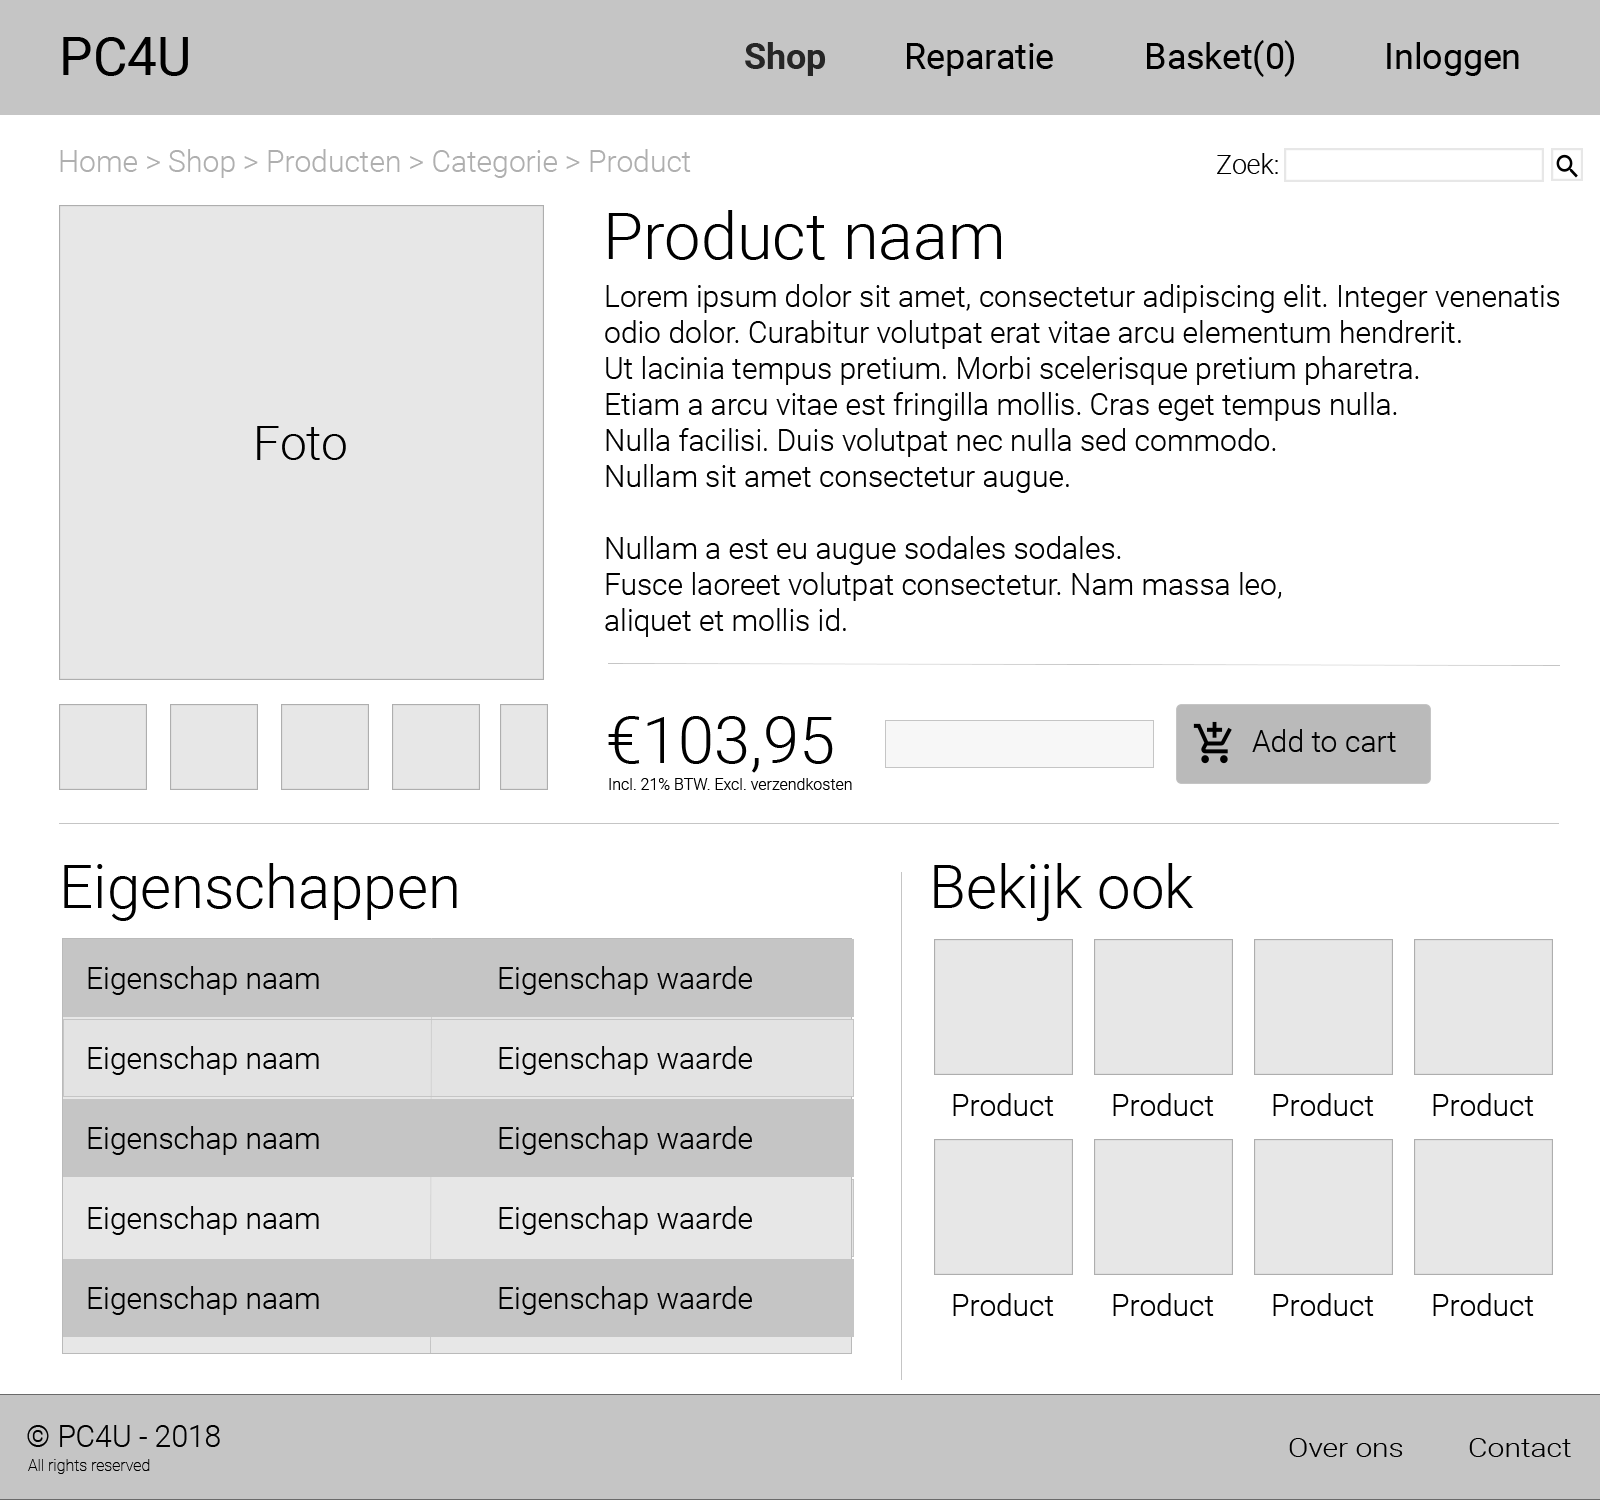 PC4U
Shop Reparatie Basket(0) Inloggen
Home > Shop > Producten > Categorie > Product
Zoek:
Foto
Product naam
Lorem ipsum dolor sit amet, consectetur adipiscing elit. Integer venenatis
odio dolor. Curabitur volutpat erat vitae arcu elementum hendrerit.
Ut lacinia tempus pretium. Morbi scelerisque pretium pharetra.
Etiam a arcu vitae est fringilla mollis. Cras eget tempus nulla.
Nulla facilisi. Duis volutpat nec nulla sed commodo.
Nullam sit amet consectetur augue.
Nullam a est eu augue sodales sodales.
Fusce laoreet volutpat consectetur. Nam massa leo,
aliquet et mollis id.
€103,95
Incl. 21% BTW. Excl. verzendkosten
Add to cart
Eigenschappen
Eigenschap naam Eigenschap waarde
Eigenschap naam Eigenschap waarde
Eigenschap naam Eigenschap waarde
Eigenschap naam Eigenschap waarde
Eigenschap naam Eigenschap waarde
Bekijk ook
Product Product Product Product
Product Product Product Product
© PC4U - 2018
All rights reserved
Over ons Contact